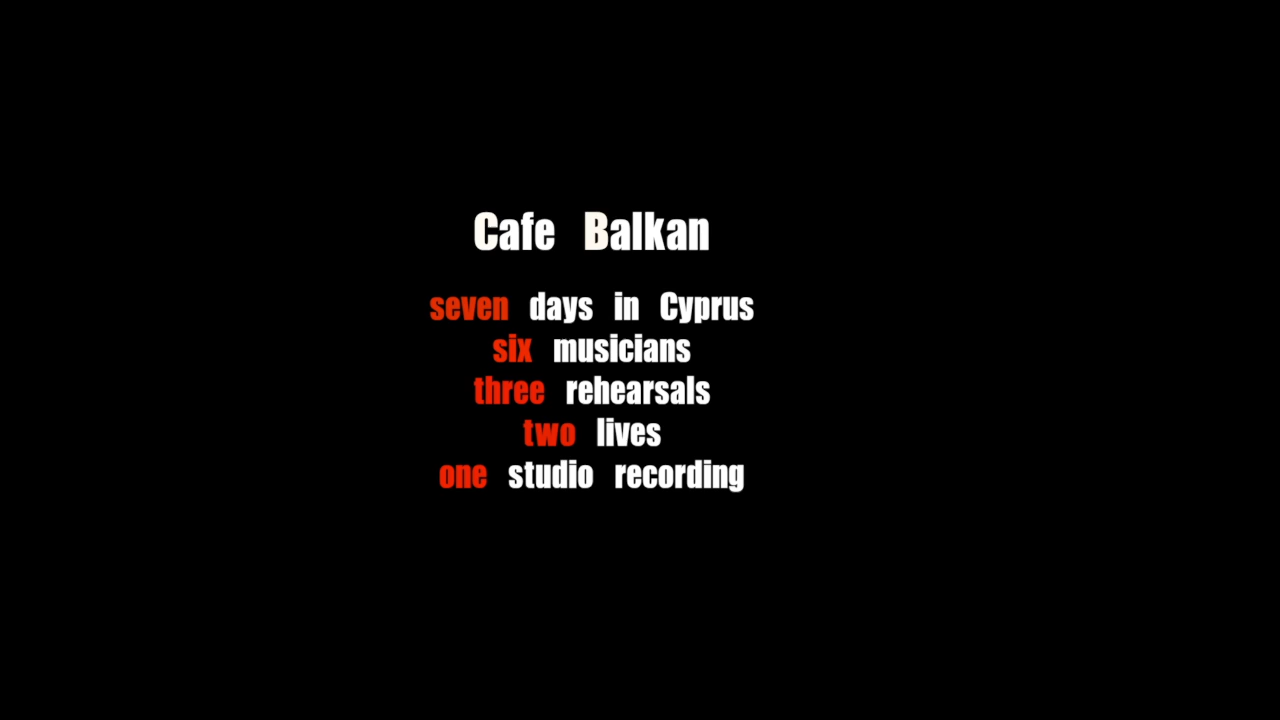 Cafe Balkan
seven days in Cyprus
six musicians
three rehearsals
two lives
one studio recording